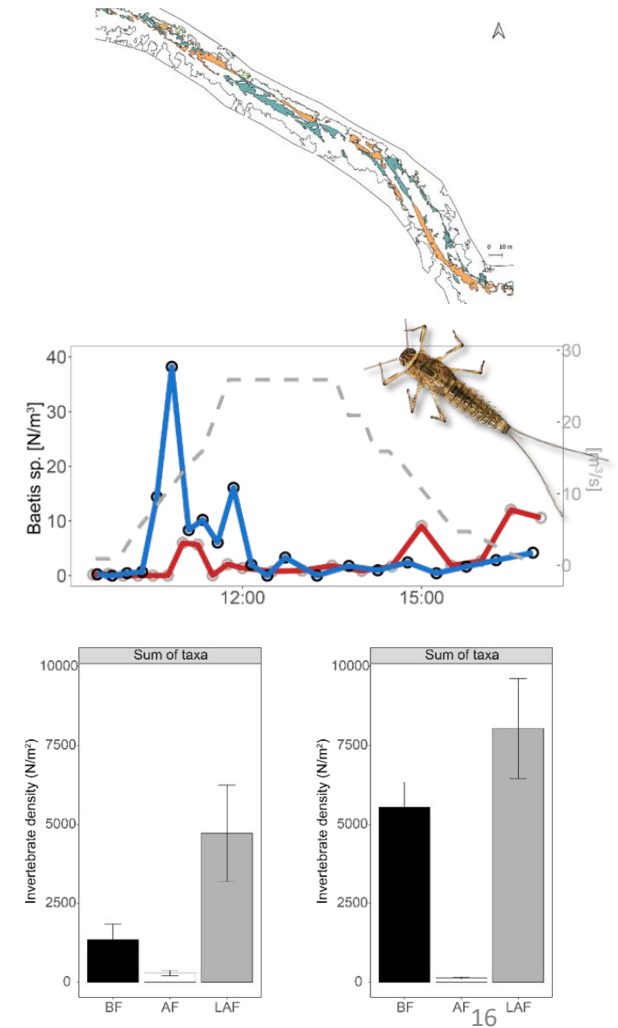 0 10 m
40
30
20
10
0
Baetis sp. [N/m³]
30
20
10
0
[m³/s]
12:00 15:00
Sum of taxa
10000
7500
5000
2500
0
Invertebrate density (N/m²)
BF AF LAF
Sum of taxa
10000
7500
5000
2500
0
Invertebrate density (N/m²)
BF AF LAF
16